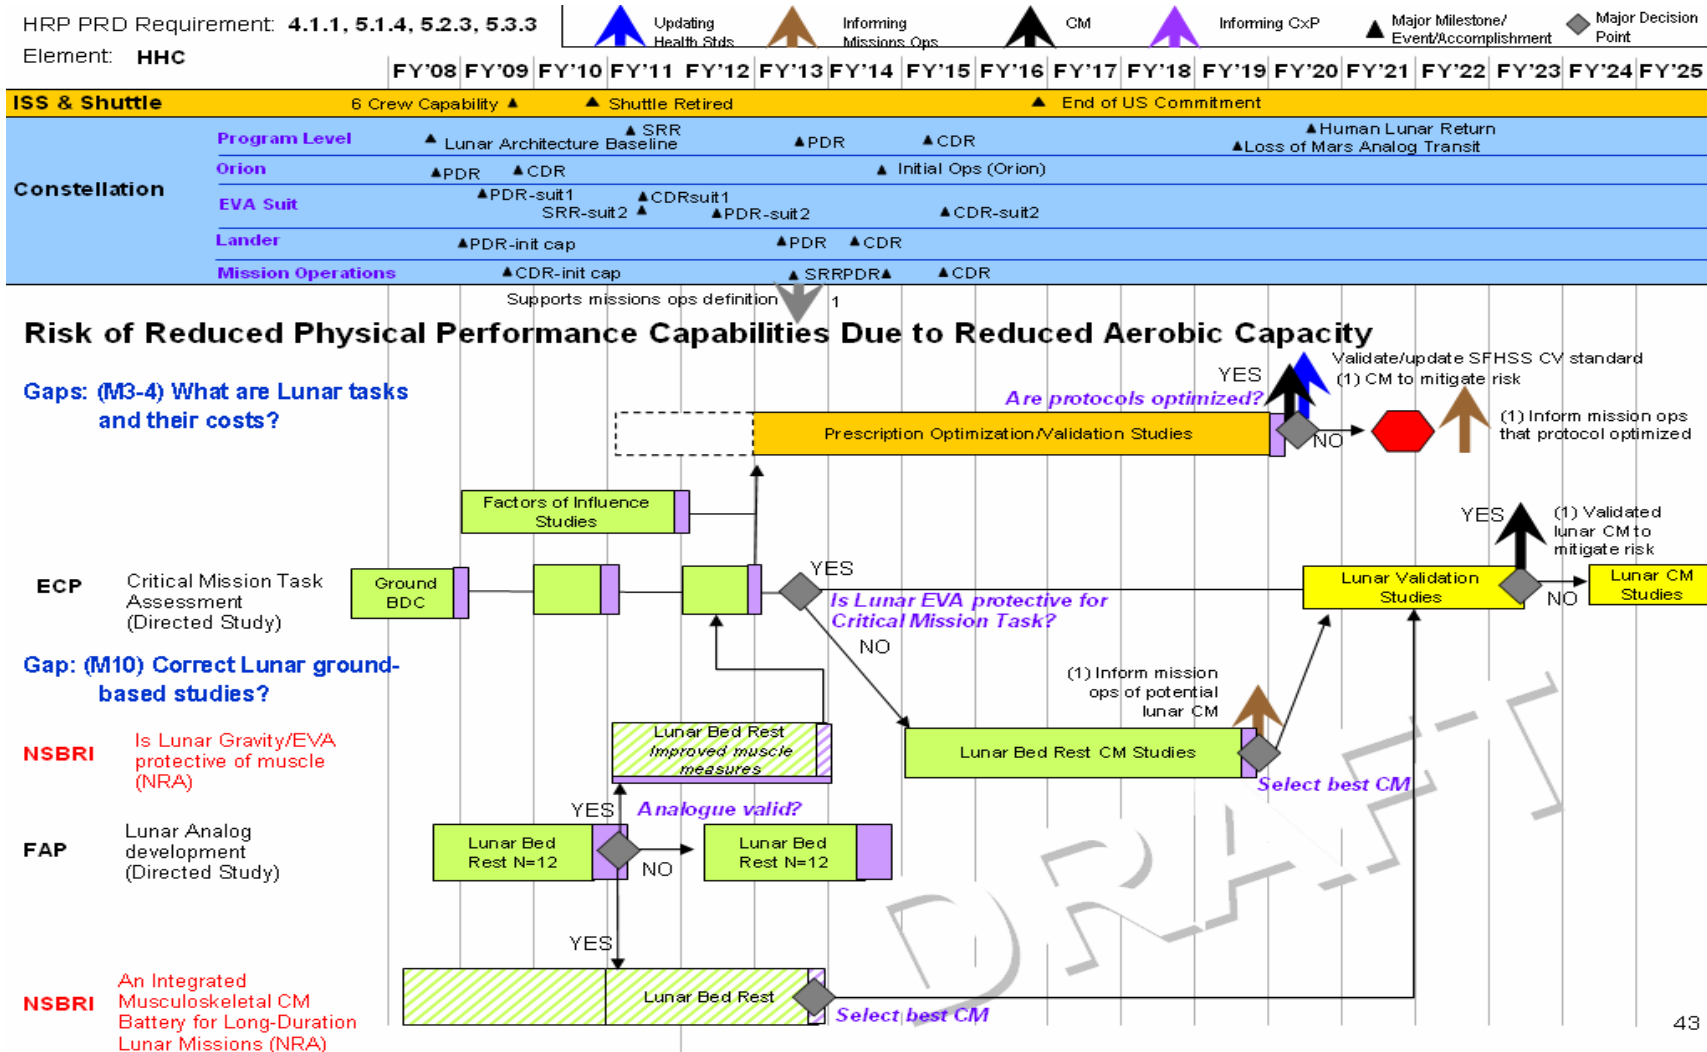 HRP PRD Requirement: 4.1.1, 5.1.4, 5.2.3, 5.3.3
Element: HHC
Updating
Health Stds
Informing
Missions Ops
CM
Informing CxP
Major Milestone/
Event/Accomplishment
Major Decision
Point
FY'08 FY'09 FY'10 FY'11 FY'12 FY'13 FY'14 FY'15 FY'16 FY'17 FY'18 FY'19 FY'20 FY'21 FY'22 FY'23 FY'24 FY'25
ISS & Shuttle
6 Crew Capability
Shuttle Retired
End of US Commitment
Constellation
Program Level
Lunar Architecture Baseline
SRR
PDR
CDR
Human Lunar Return
Loss of Mars Analog Transit
Orion
PDR
CDR
Initial Ops (Orion)
EVA Suit
PDR-suit1
SRR-suit2
CDRsuit1
PDR-suit2
CDR-suit2
Lander
PDR-init cap
PDR
CDR
Mission Operations
CDR-init cap
SRRPDR
CDR
Supports missions ops definition
1
Risk of Reduced Physical Performance Capabilities Due to Reduced Aerobic Capacity
Gaps: (M3-4) What are Lunar tasks
and their costs?
YES
Are protocols optimized?
Validate/update SFHSS CV standard
(1) CM to mitigate risk
Prescription Optimization/Validation Studies
NO
(1) Inform mission ops
that protocol optimized
Factors of Influence
Studies
ECP
Critical Mission Task
Assessment
(Directed Study)
Ground
BDC
YES
Is Lunar EVA protective for
Critical Mission Task?
NO
Lunar Validation
Studies
YES
(1) Validated
lunar CM to
mitigate risk
NO
Lunar CM
Studies
Gap: (M10) Correct Lunar ground-
based studies?
NSBRI
Is Lunar Gravity/EVA
protective of muscle
(NRA)
Lunar Bed Rest
Improved muscle
measures
(1) Inform mission
ops of potential
lunar CM
Lunar Bed Rest CM Studies
Select best CM
YES
Analogue valid?
FAP
Lunar Analog
development
(Directed Study)
Lunar Bed
Rest N=12
NO
Lunar Bed
Rest N=12
YES
NSBRI
An Integrated
Musculoskeletal CM
Battery for Long-Duration
Lunar Missions (NRA)
Lunar Bed Rest
Select best CM
DRAFT
43